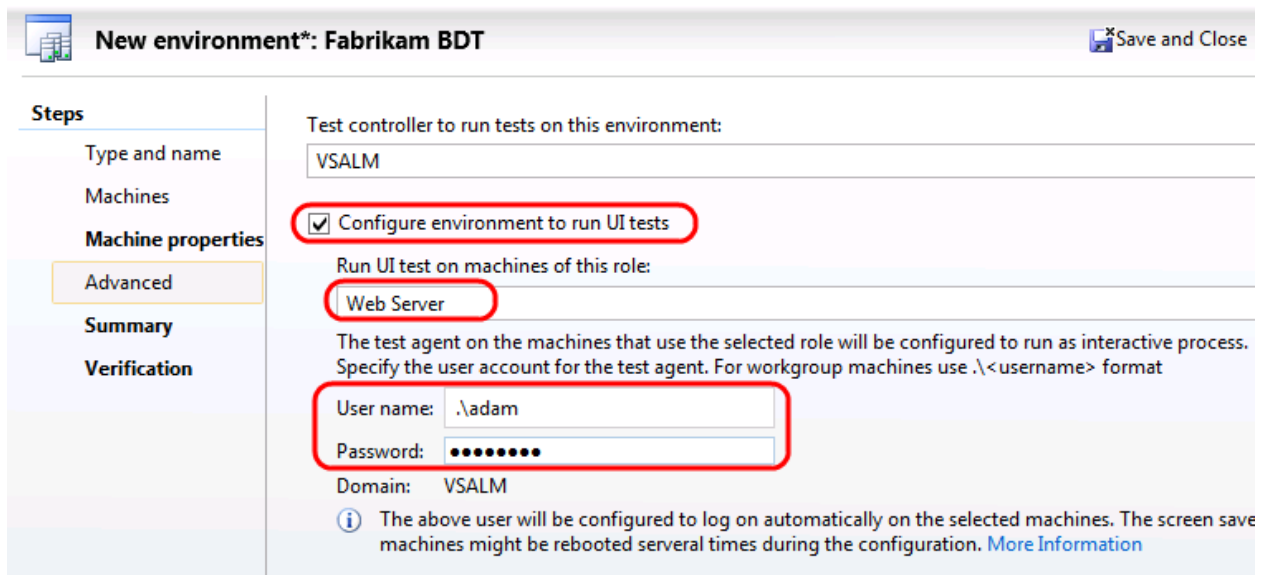 New environment*: Fabrikam BDT
Save and Close
Steps
Type and name
Machines
Machine properties
Advanced
Summary
Verification
Test controller to run tests on this environment:
VSALM
Configure environment to run UI tests
Run UI test on machines of this role:
Web Server
The test agent on the machines that use the selected role will be configured to run as interactive process.
Specify the user account for the test agent. For workgroup machines use .\<username> format
User name: .\adam
Password: ●●●●●●●●
Domain: VSALM
The above user will be configured to log on automatically on the selected machines. The screen save
machines might be rebooted serveral times during the configuration. More Information